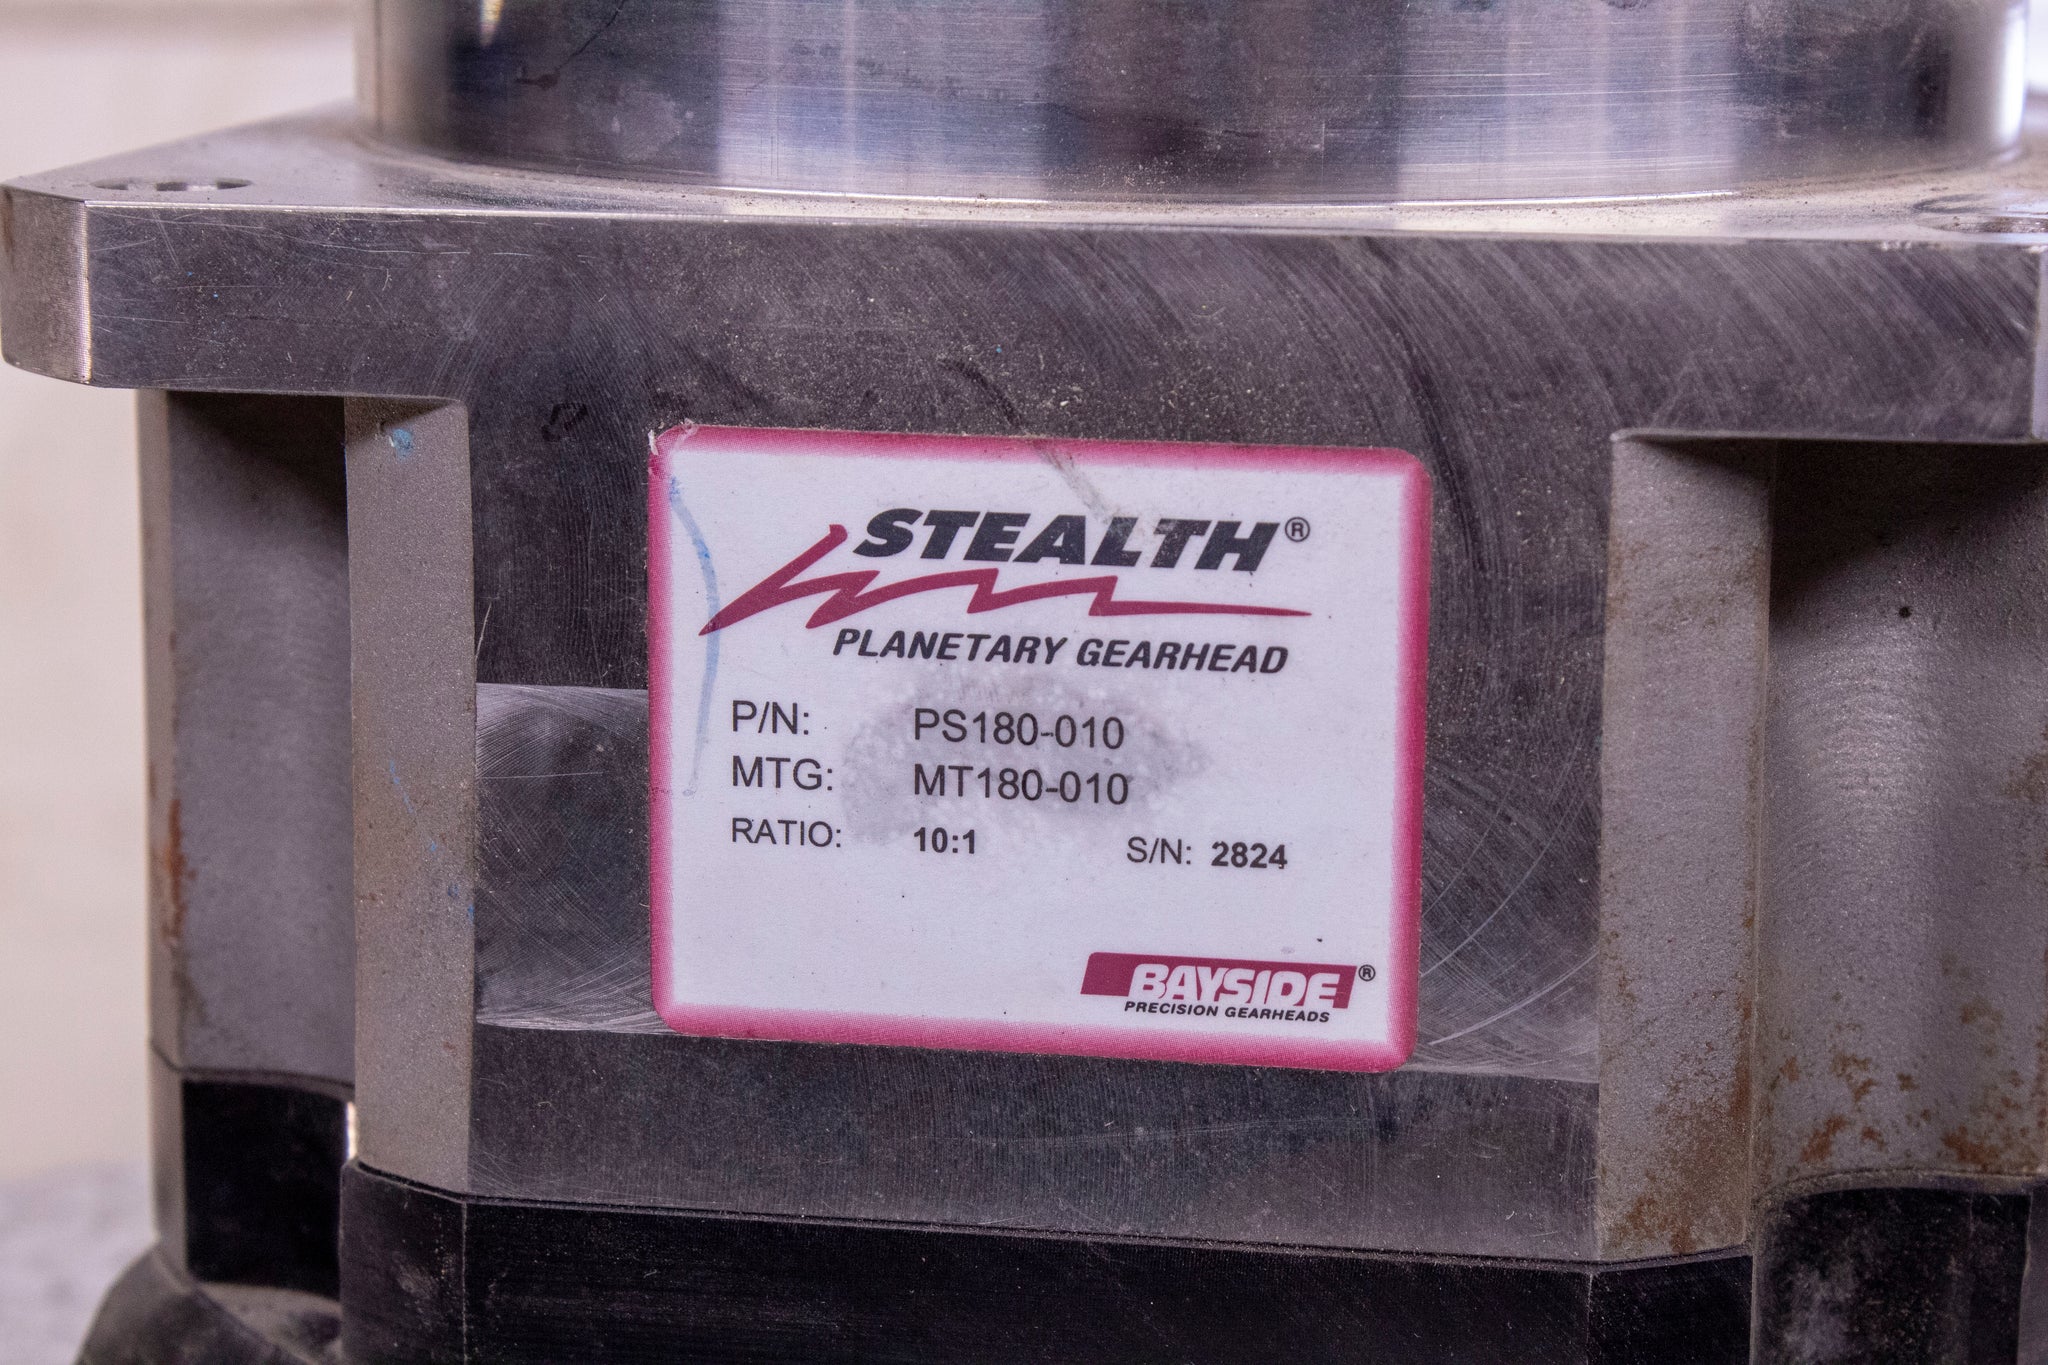 STEALTH®
PLANETARY GEARHEAD
P/N: PS180-010
MTG: MT180-010
RATIO: 10:1 S/N: 2824
BAYSIDE®
PRECISION GEARHEADS